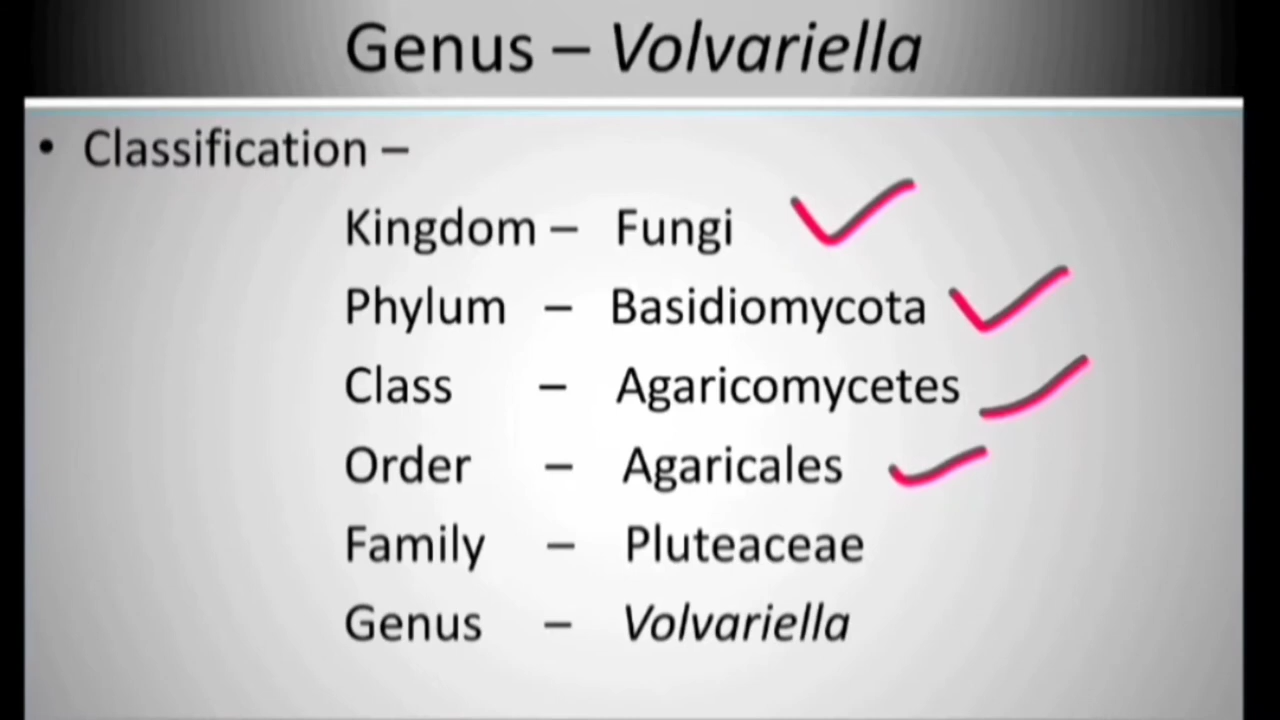 Genus – Volvariella
• Classification –
Kingdom – Fungi
Phylum – Basidiomycota
Class – Agaricomycetes
Order – Agaricales
Family – Pluteaceae
Genus – Volvariella